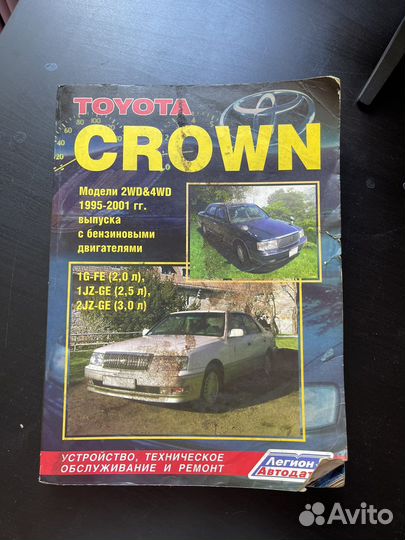 TOYOTA
CROWN
Модели 2WD&4WD
1995-2001 гг.
выпуска
с бензиновыми
двигателями
1G-FE (2,0 л),
1JZ-GE (2,5 л),
2JZ-GE (3,0 л)
УСТРОЙСТВО, ТЕХНИЧЕСКОЕ
ОБСЛУЖИВАНИЕ И РЕМОНТ
Легион-
Автодат
Avito